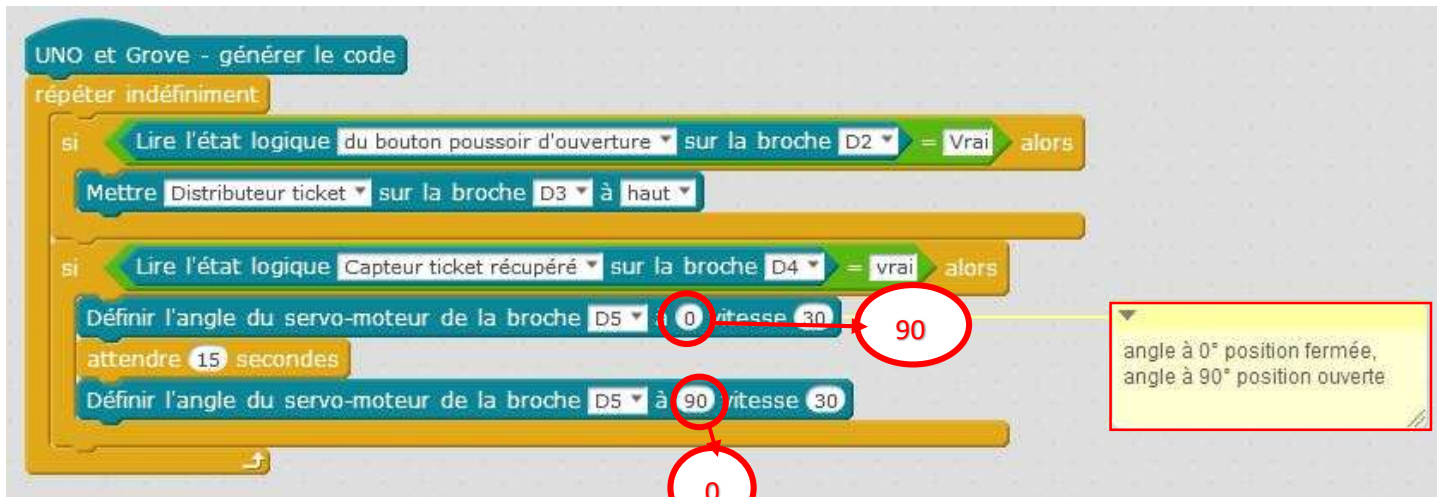 UNO et Grove - générer le code
répéter indéfiniment
si Lire l'état logique du bouton poussoir d'ouverture sur la broche D2 = Vrai alors
Mettre Distributeur ticket sur la broche D3 à haut
si Lire l'état logique Capteur ticket récupéré sur la broche D4 = vrai alors
Définir l'angle du servo-moteur de la broche D5 à 0 vitesse 30
90
attendre 15 secondes
Définir l'angle du servo-moteur de la broche D5 à 90 vitesse 30
0
angle à 0° position fermée,
angle à 90° position ouverte